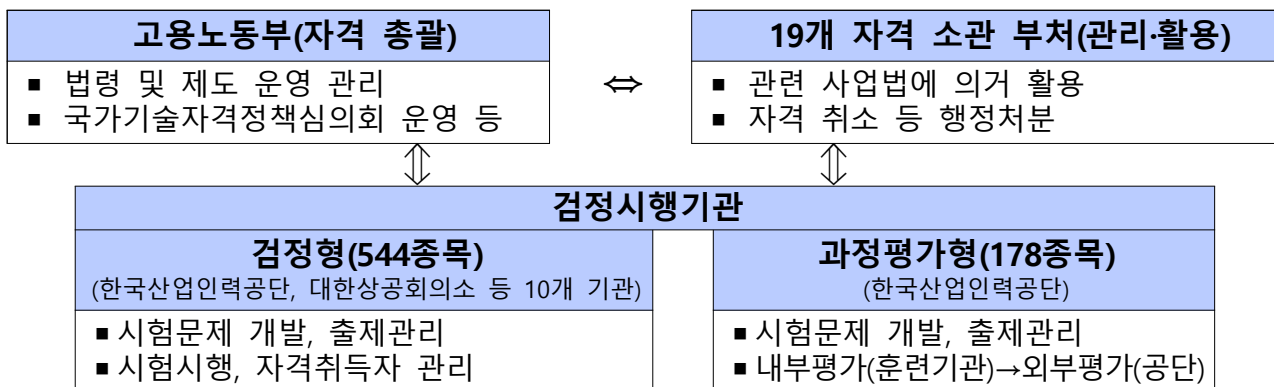 고용노동부(자격 총괄)
■ 법령 및 제도 운영 관리
■ 국가기술자격정책심의회 운영 등
⇔
19개 자격 소관 부처(관리·활용)
■ 관련 사업법에 의거 활용
■ 자격 취소 등 행정처분
⇕ ⇕
검정시행기관
검정형(544종목)
(한국산업인력공단, 대한상공회의소 등 10개 기관)
■ 시험문제 개발, 출제관리
■ 시험시행, 자격취득자 관리
과정평가형(178종목)
(한국산업인력공단)
■ 시험문제 개발, 출제관리
■ 내부평가(훈련기관)→외부평가(공단)